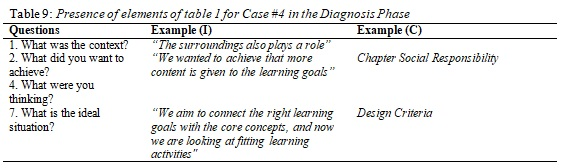 Table 9: Presence of elements of table 1 for Case #4 in the Diagnosis Phase
Questions Example (I) Example (C)
1. What was the context? “The surroundings also plays a role”
2. What did you want to “We wanted to achieve that more Chapter Social Responsibility
achieve? content is given to the learning goals”
4. What were you
thinking?
7. What is the ideal “We aim to connect the right learning Design Criteria
situation? goals with the core concepts, and now
we are looking at fitting learning
activities”